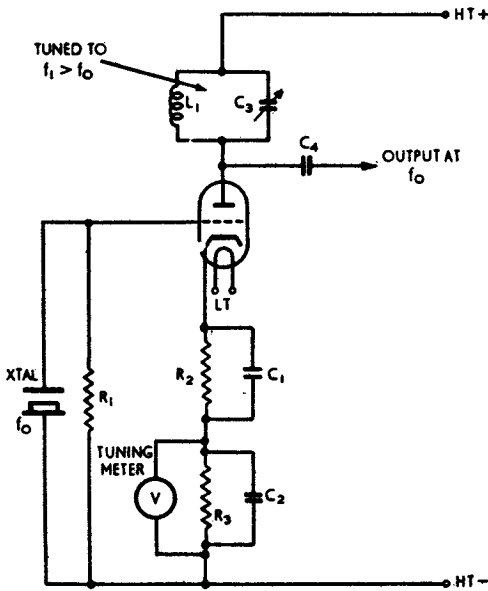 HT+
TUNED TO
f₁ > f₀
L₁
C₃
C₄
OUTPUT AT
f₀
LT
XTAL
f₀
R₁
R₂
C₁
TUNING
METER
V
R₃
C₂
HT-